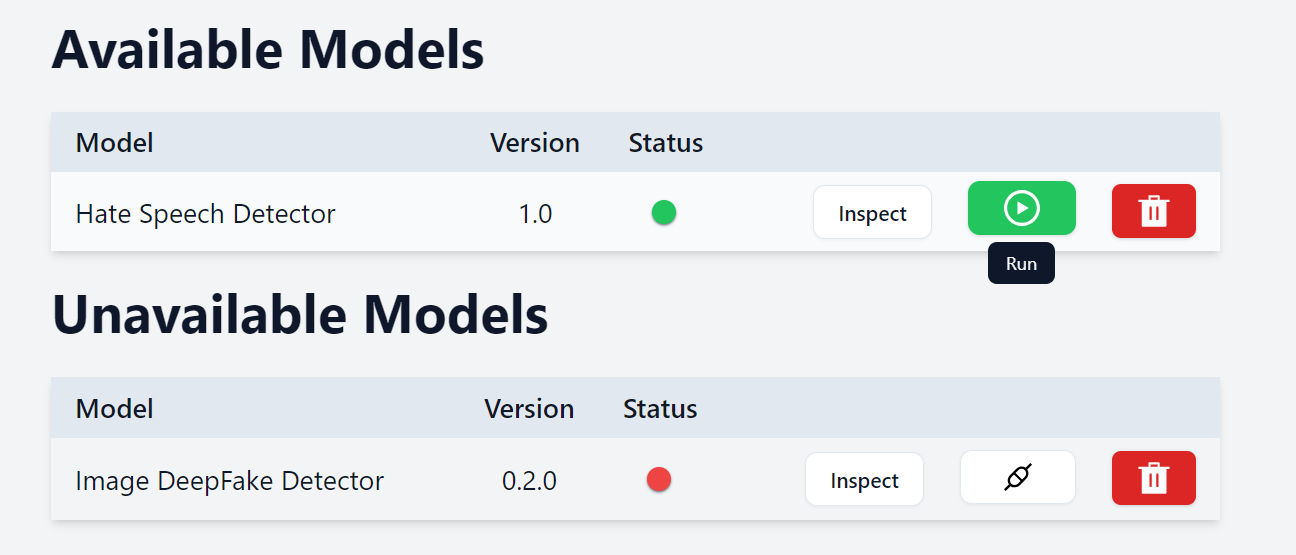 Available Models
Model Version Status
Hate Speech Detector 1.0 Inspect
Run
Unavailable Models
Model Version Status
Image DeepFake Detector 0.2.0 Inspect